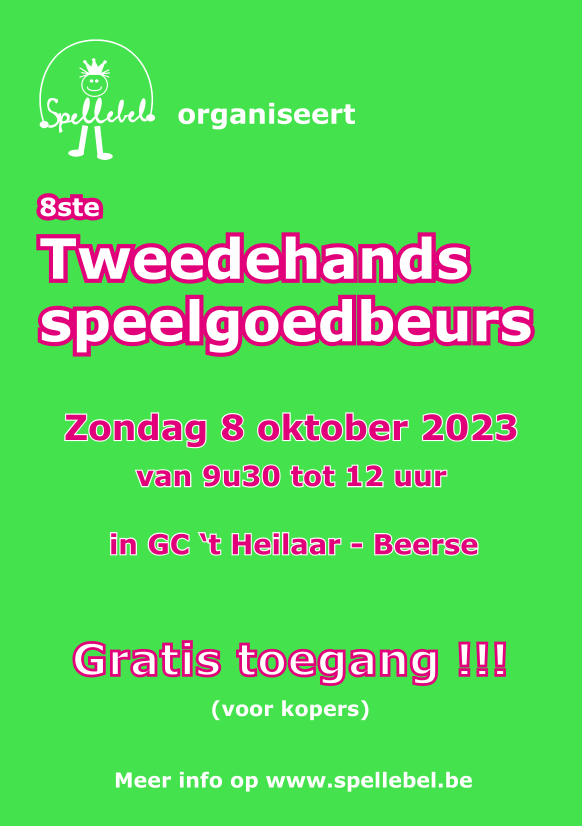 Spellebel
organiseert
8ste
Tweedehands
speelgoedbeurs
Zondag 8 oktober 2023
van 9u30 tot 12 uur
in GC ‘t Heilaar - Beerse
Gratis toegang !!!
(voor kopers)
Meer info op www.spellebel.be